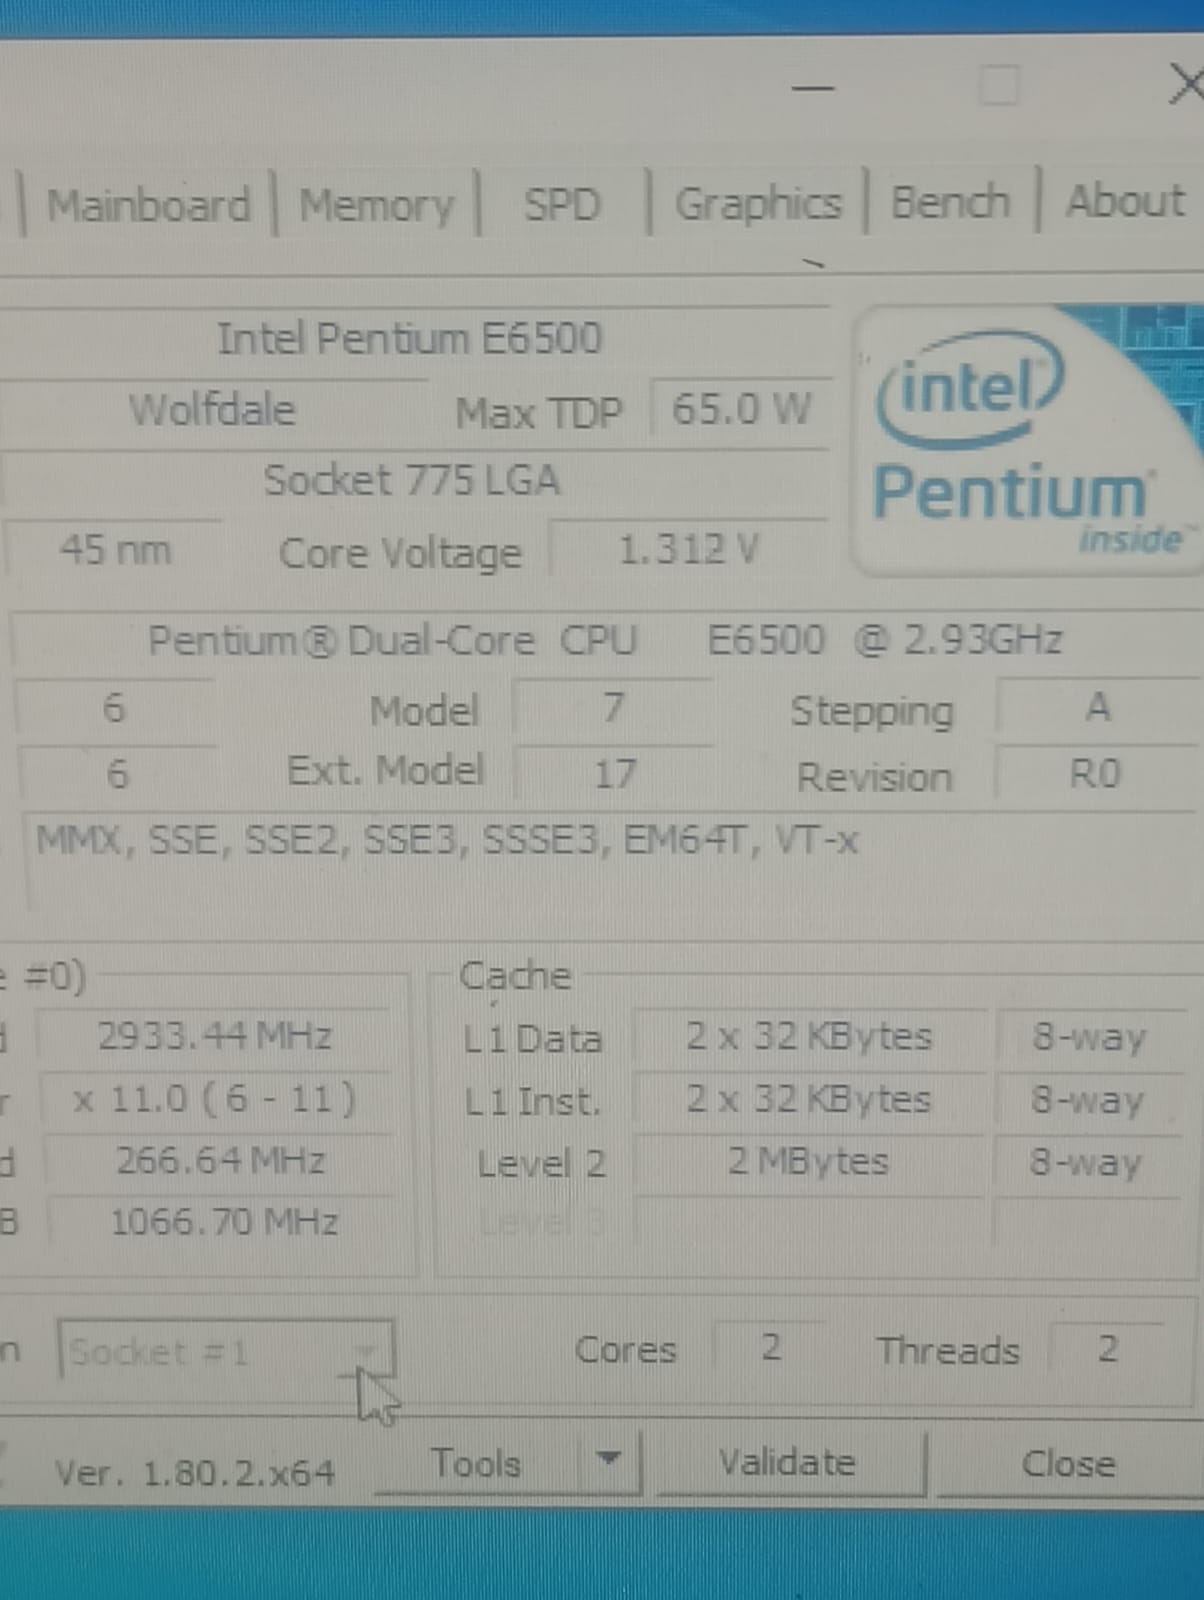 Mainboard Memory SPD Graphics Bench About
Intel Pentium E6500
Wolfdale Max TDP 65.0 W
Socket 775 LGA
45 nm Core Voltage 1.312 V
intel
Pentium
inside™
Pentium® Dual-Core CPU E6500 @ 2.93GHz
6 Model 7 Stepping A
6 Ext. Model 17 Revision R0
MMX, SSE, SSE2, SSE3, SSSE3, EM64T, VT-x
#0)
2933.44 MHz
x 11.0 ( 6 - 11 )
266.64 MHz
1066.70 MHz
Cache
L1 Data 2 x 32 KBytes 8-way
L1 Inst. 2 x 32 KBytes 8-way
Level 2 2 MBytes 8-way
Level 3
Socket #1 Cores 2 Threads 2
Ver. 1.80.2.x64 Tools Validate Close